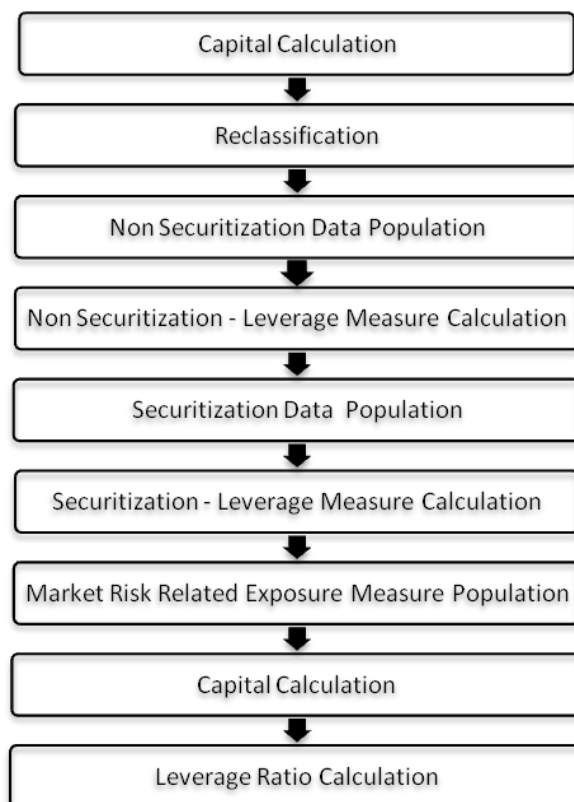 Capital Calculation
Reclassification
Non Securitization Data Population
Non Securitization - Leverage Measure Calculation
Securitization Data Population
Securitization - Leverage Measure Calculation
Market Risk Related Exposure Measure Population
Capital Calculation
Leverage Ratio Calculation